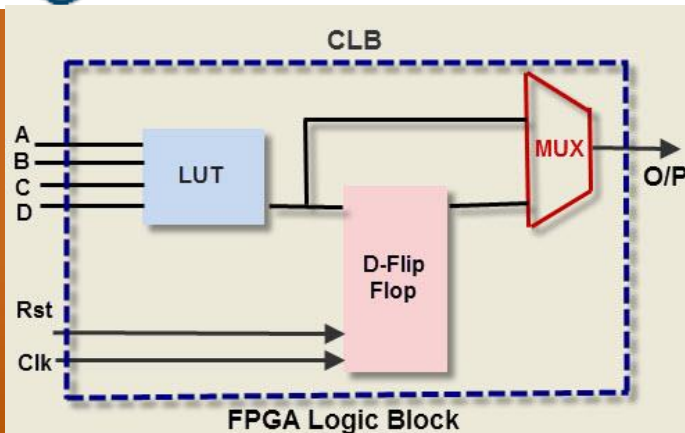 CLB
A
B
C
D
LUT
MUX
O/P
D-Flip
Flop
Rst
Clk
FPGA Logic Block